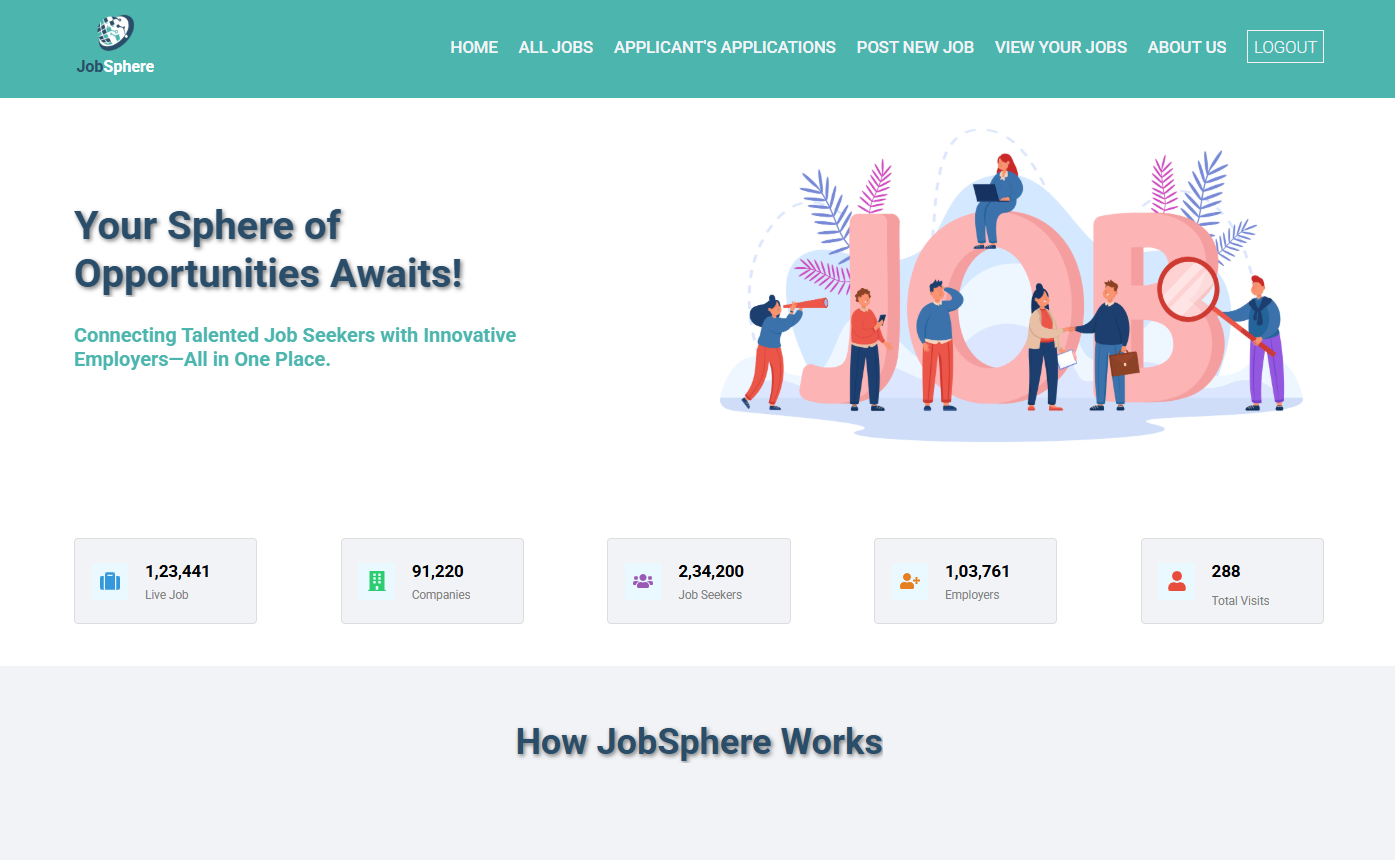 JobSphere
HOME ALL JOBS APPLICANT'S APPLICATIONS POST NEW JOB VIEW YOUR JOBS ABOUT US LOGOUT
Your Sphere of
Opportunities Awaits!
Connecting Talented Job Seekers with Innovative
Employers—All in One Place.
JOB
1,23,441
Live Job
91,220
Companies
2,34,200
Job Seekers
1,03,761
Employers
288
Total Visits
How JobSphere Works